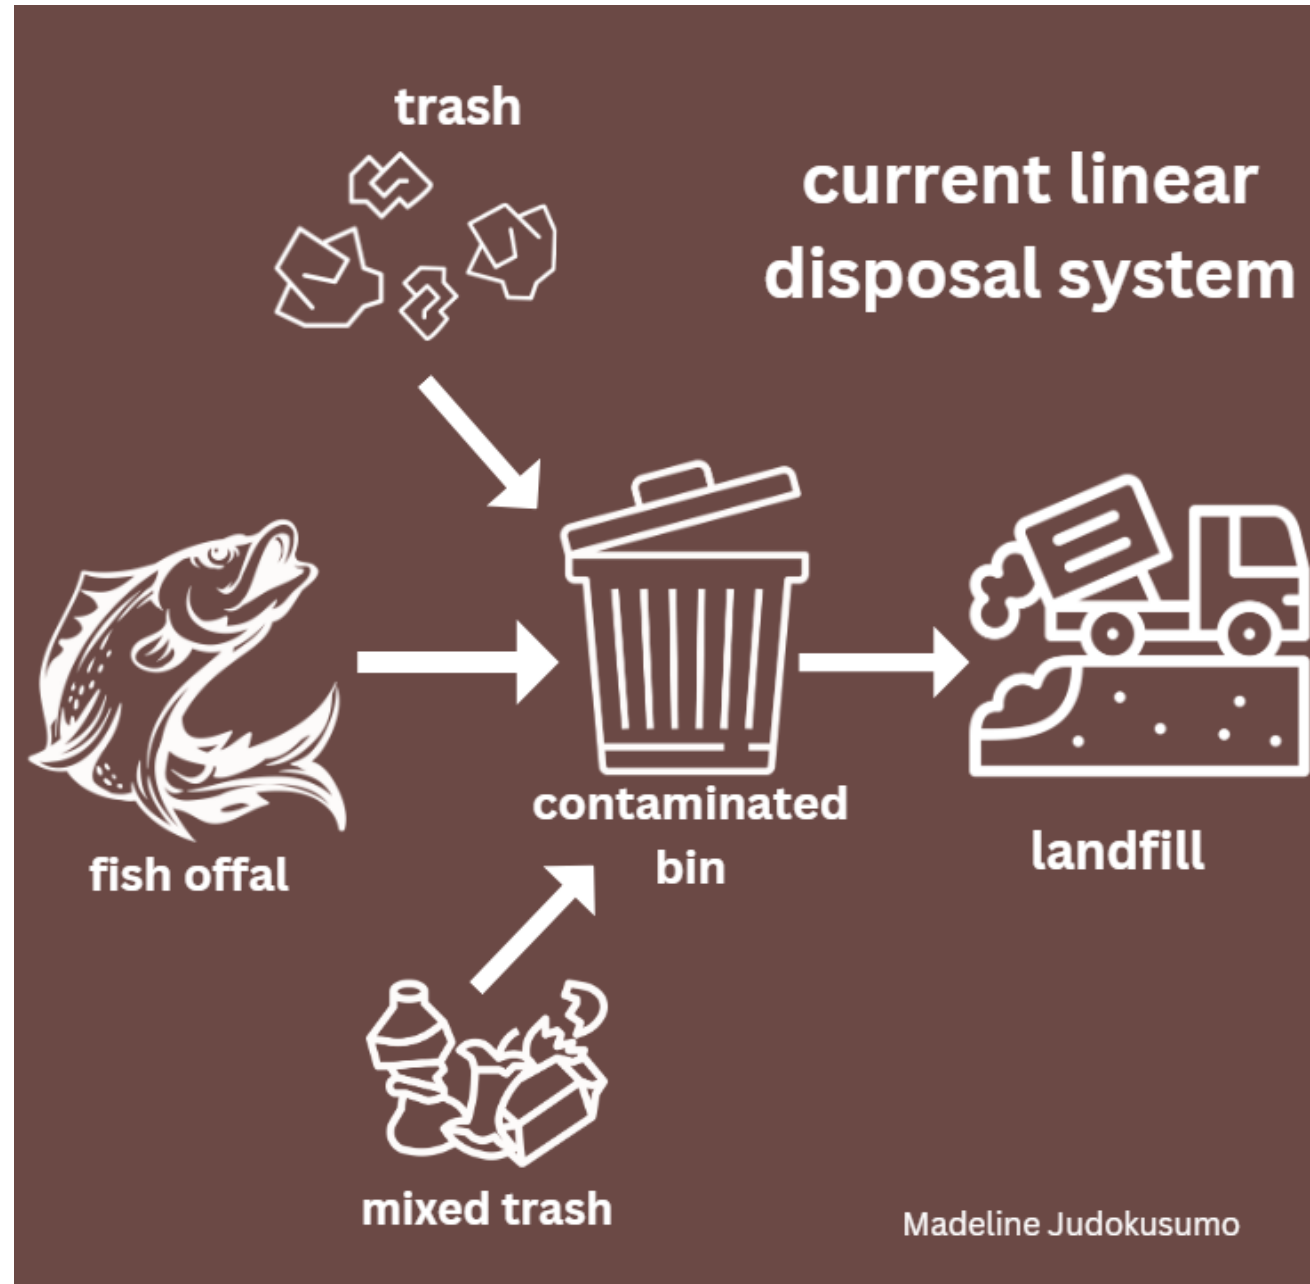 trash
current linear
disposal system
fish offal
contaminated
bin
landfill
mixed trash
Madeline Judokusumo